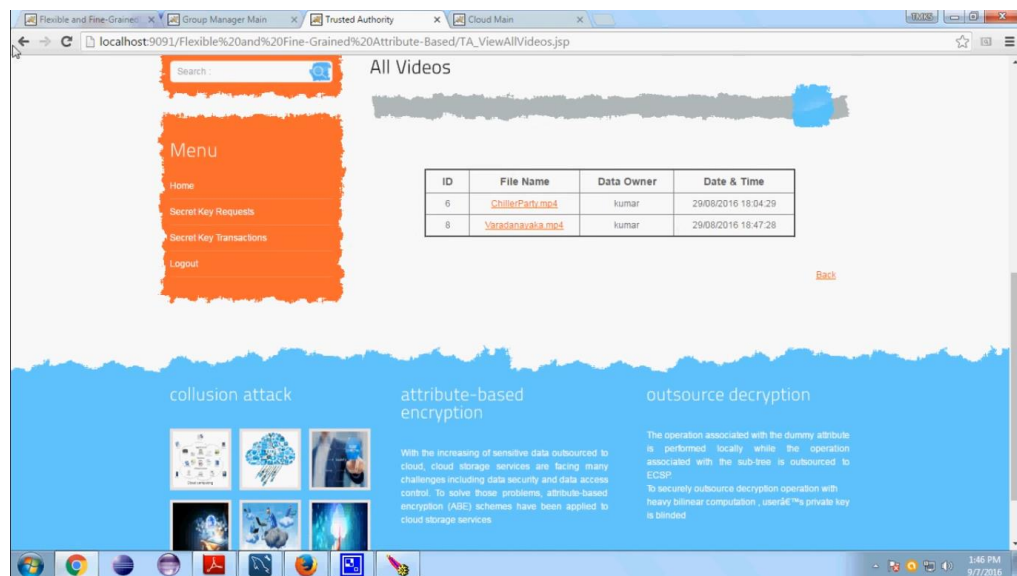 Flexible and Fine-Grained
Group Manager Main
Trusted Authority
Cloud Main
TMKS
localhost:9091/Flexible%20and%20Fine-Grained%20Attribute-Based/TA_ViewAllVideos.jsp
Search :
All Videos
Menu
Home
Secret Key Requests
Secret Key Transactions
Logout
ID File Name Data Owner Date & Time
6 ChillerParty.mp4 kumar 29/08/2016 18:04:29
8 Varadanayaka.mp4 kumar 29/08/2016 18:47:28
Back
collusion attack
attribute-based
encryption
With the increasing of sensitive data outsourced to
cloud, cloud storage services are facing many
challenges including data security and data access
control. To solve those problems, attribute-based
encryption (ABE) schemes have been applied to
cloud storage services
outsource decryption
The operation associated with the dummy attribute
is performed locally while the operation
associated with the sub-tree is outsourced to
ECSP.
To securely outsource decryption operation with
heavy bilinear computation , userâ€™s private key
is blinded
1:46 PM
9/7/2016